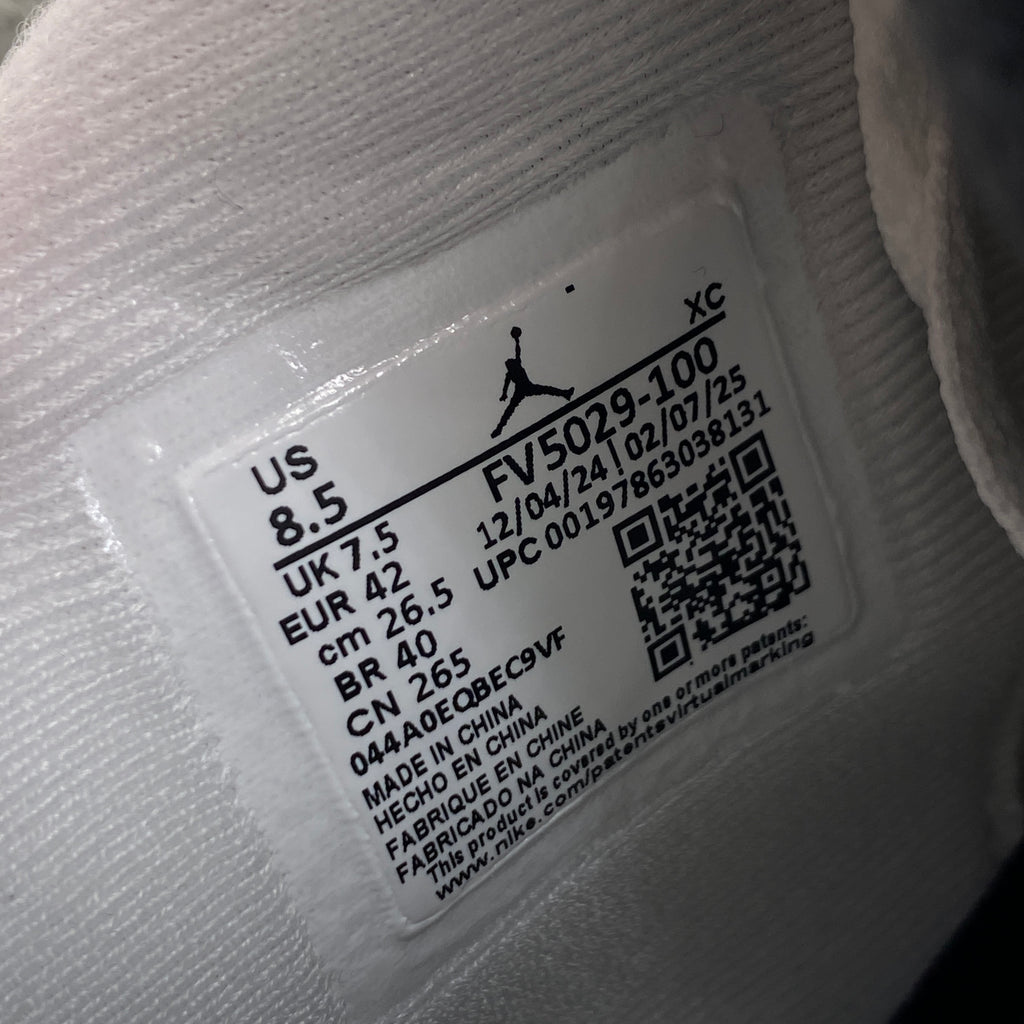 XC
US
8.5
FV5029-100
12/04/24 | 02/07/25
UPC 00197863038131
UK 7.5
EUR 42
cm 26.5
BR 40
CN 265
044A0EQBEC9VF
MADE IN CHINA
HECHO EN CHINA
FABRIQUE EN CHINE
FABRICADO NA CHINA
This product is covered by one or more patents:
www.nike.com/patentsvirtualmarking